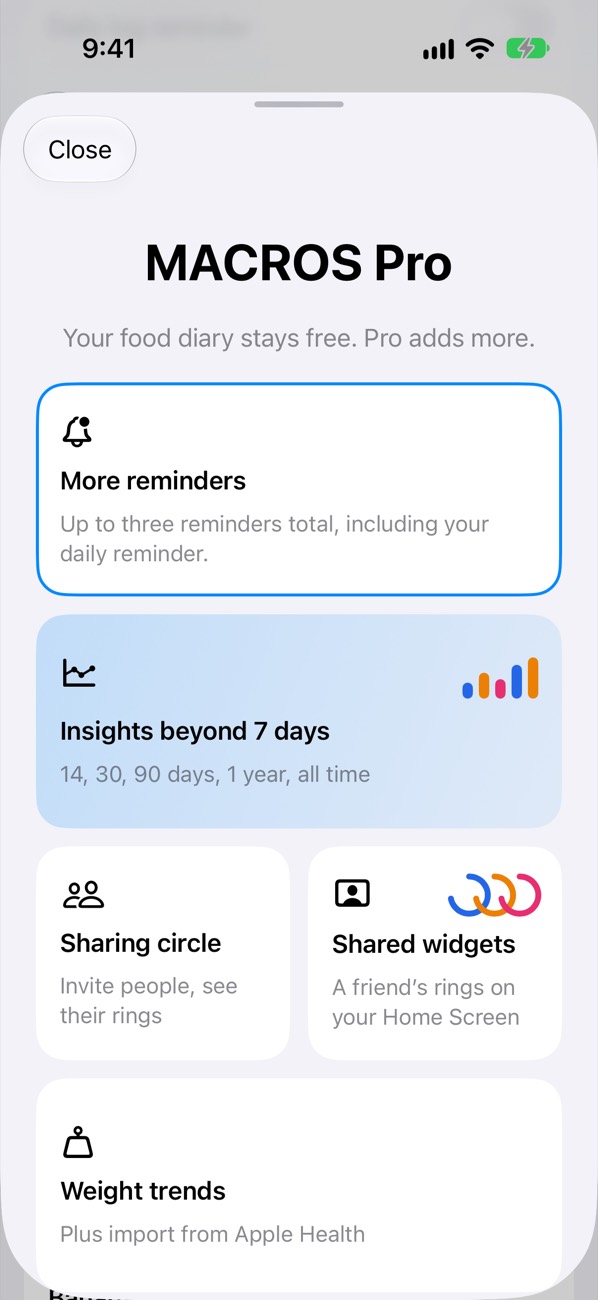 9:41
Close
MACROS Pro
Your food diary stays free. Pro adds more.
More reminders
Up to three reminders total, including your
daily reminder.
Insights beyond 7 days
14, 30, 90 days, 1 year, all time
Sharing circle
Invite people, see
their rings
Shared widgets
A friend’s rings on
your Home Screen
Weight trends
Plus import from Apple Health